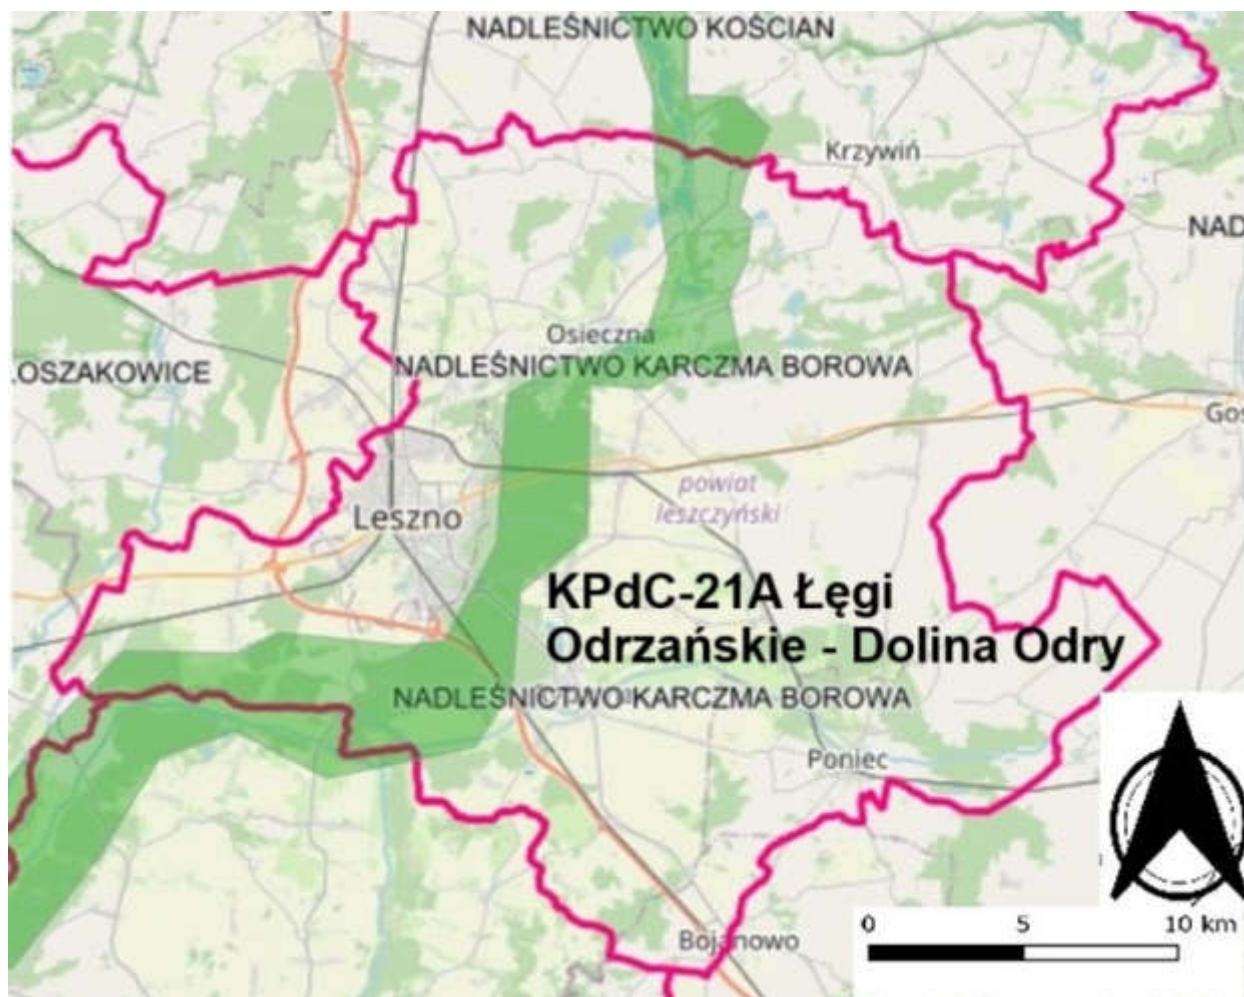 NADLEŚNICTWO KOŚCIAN
Krzywiń
NAD
Osieczna
NADLEŚNICTWO KARCZMA BOROWA
ŁOSZAKOWICE
Gos
powiat
leszczyński
Leszno
KPdC-21A Łęgi
Odrzańskie - Dolina Odry
NADLEŚNICTWO KARCZMA BOROWA
Poniec
Bojanowo
0 5 10 km